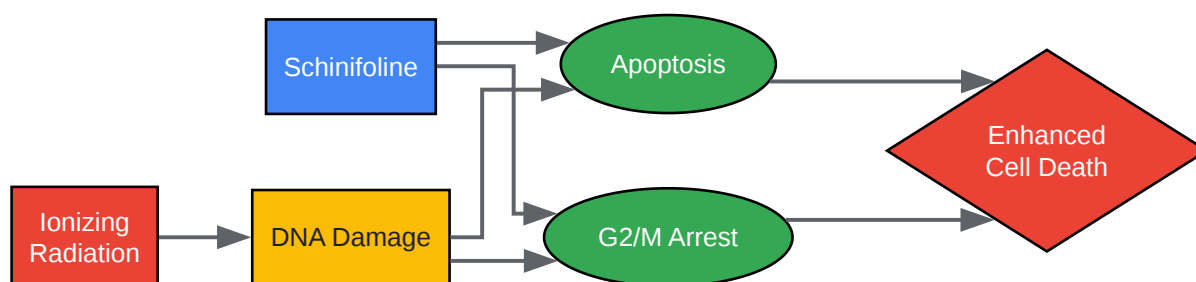 Schinifoline
Apoptosis
Enhanced
Cell Death
Ionizing
Radiation
DNA Damage
G2/M Arrest